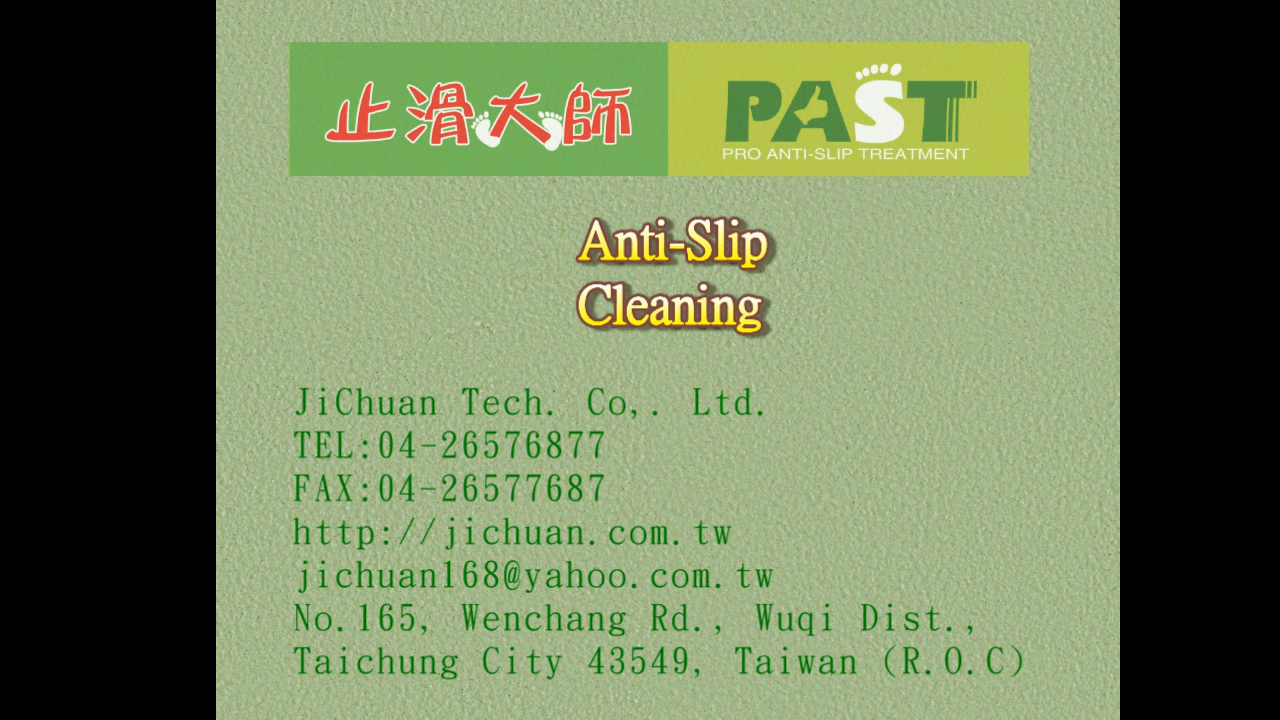 止滑大師
PAST
PRO ANTI-SLIP TREATMENT
Anti-Slip
Cleaning
JiChuan Tech. Co,. Ltd.
TEL:04-26576877
FAX:04-26577687
http://jichuan.com.tw
jichuan168@yahoo.com.tw
No.165, Wenchang Rd., Wuqi Dist.,
Taichung City 43549, Taiwan (R.O.C)